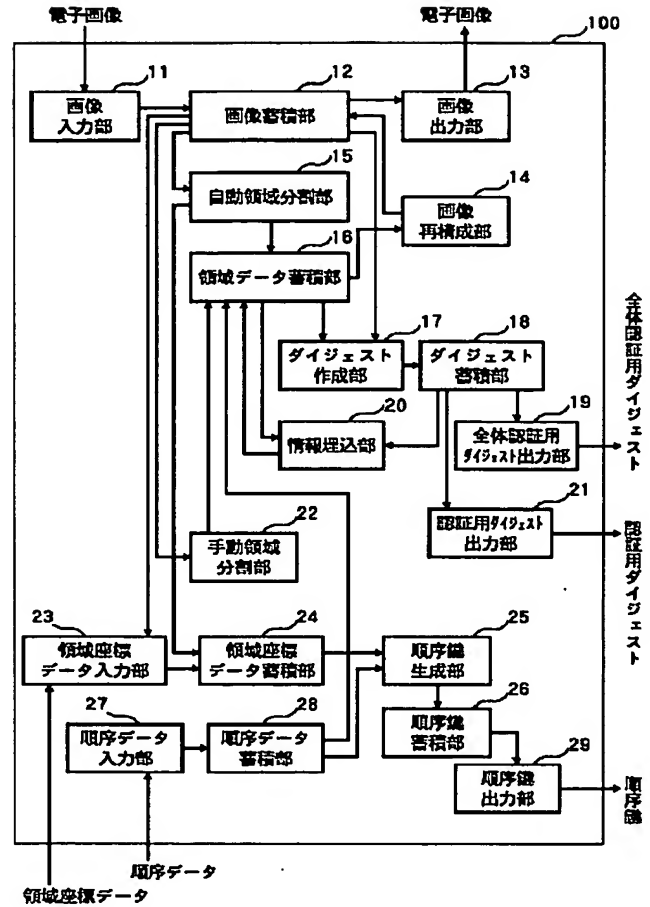 電子画像
電子画像
100
11
画像
入力部
12
画像蓄積部
13
画像
出力部
15
自動領域分割部
14
画像
再構成部
16
領域データ蓄積部
17
ダイジェスト
作成部
18
ダイジェスト
蓄積部
20
情報埋込部
19
全体認証用
ダイジェスト出力部
全体認証用ダイジェスト
21
認証用ダイジェスト
出力部
認証用ダイジェスト
22
手動領域
分割部
23
領域座標
データ入力部
24
領域座標
データ蓄積部
25
順序鍵
生成部
26
順序鍵
蓄積部
27
順序データ
入力部
28
順序データ
蓄積部
29
順序鍵
出力部
順序鍵
順序データ
領域座標データ